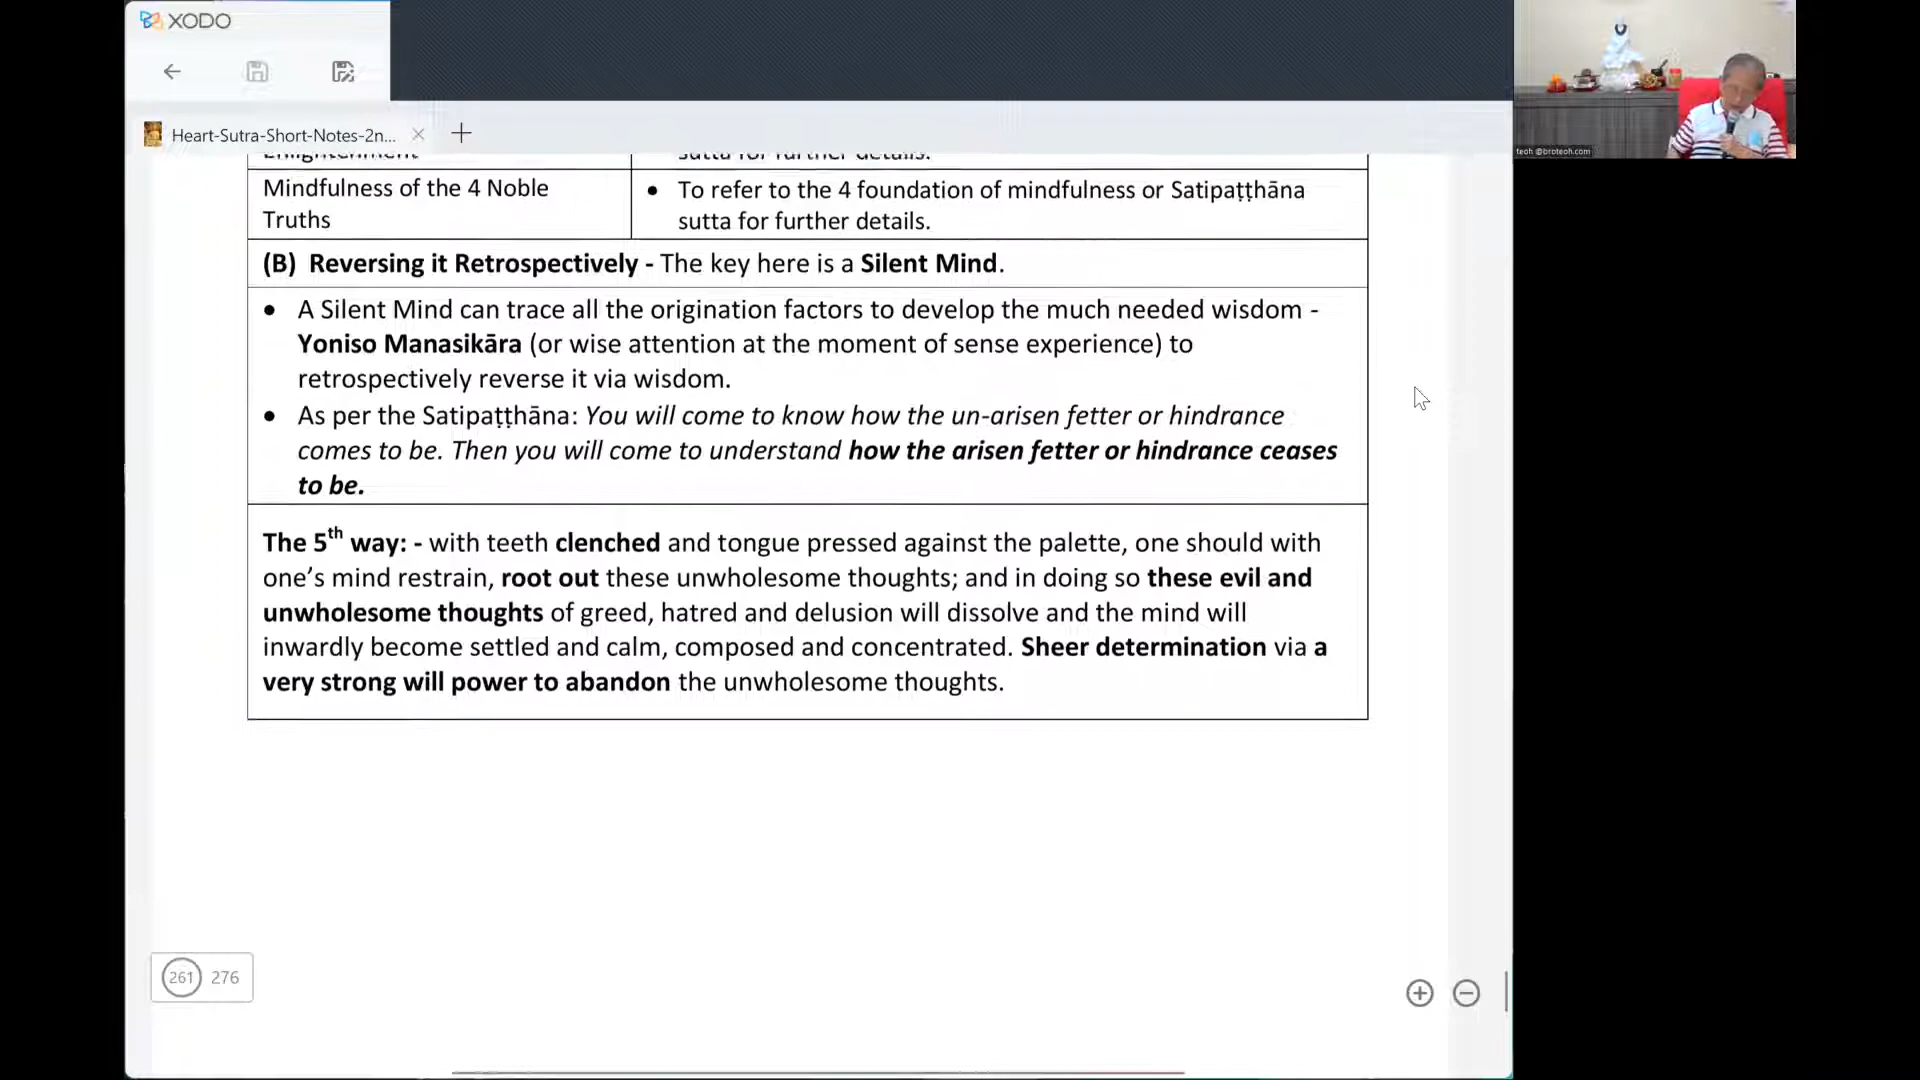 XODO
Heart-Sutra-Short-Notes-2n...
Enlightenment
sutta for further details.
Mindfulness of the 4 Noble
Truths
• To refer to the 4 foundation of mindfulness or Satipaṭṭhāna
sutta for further details.
(B) Reversing it Retrospectively - The key here is a Silent Mind.
• A Silent Mind can trace all the origination factors to develop the much needed wisdom -
Yoniso Manasikāra (or wise attention at the moment of sense experience) to
retrospectively reverse it via wisdom.
• As per the Satipaṭṭhāna: You will come to know how the un-arisen fetter or hindrance
comes to be. Then you will come to understand how the arisen fetter or hindrance ceases
to be.
The 5th way: - with teeth clenched and tongue pressed against the palette, one should with
one’s mind restrain, root out these unwholesome thoughts; and in doing so these evil and
unwholesome thoughts of greed, hatred and delusion will dissolve and the mind will
inwardly become settled and calm, composed and concentrated. Sheer determination via a
very strong will power to abandon the unwholesome thoughts.
261 276
teoh @broteoh.com